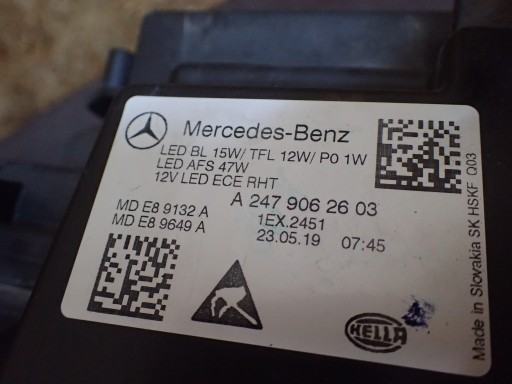 Mercedes-Benz
LED BL 15W/ TFL 12W/ PO 1W
LED AFS 47W
12V LED ECE RHT
A 247 906 26 03
MD E8 9132 A
MD E8 9649 A
1EX.2451
23.05.19 07:45
HELLA
Made in Slovakia SK HSKF Q03